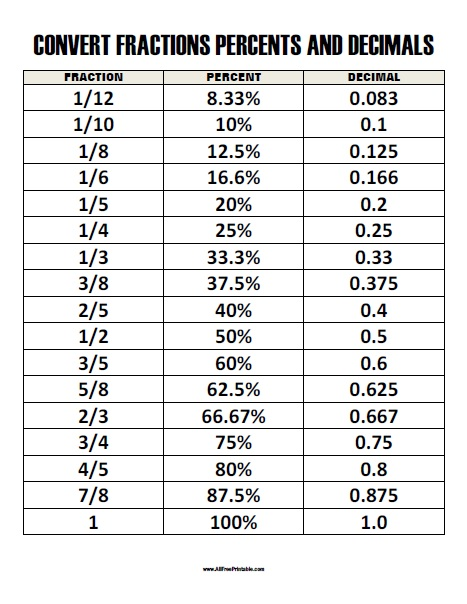 CONVERT FRACTIONS PERCENTS AND DECIMALS
FRACTION PERCENT DECIMAL
1/12 8.33% 0.083
1/10 10% 0.1
1/8 12.5% 0.125
1/6 16.6% 0.166
1/5 20% 0.2
1/4 25% 0.25
1/3 33.3% 0.33
3/8 37.5% 0.375
2/5 40% 0.4
1/2 50% 0.5
3/5 60% 0.6
5/8 62.5% 0.625
2/3 66.67% 0.667
3/4 75% 0.75
4/5 80% 0.8
7/8 87.5% 0.875
1 100% 1.0
www.AllFreePrintable.com